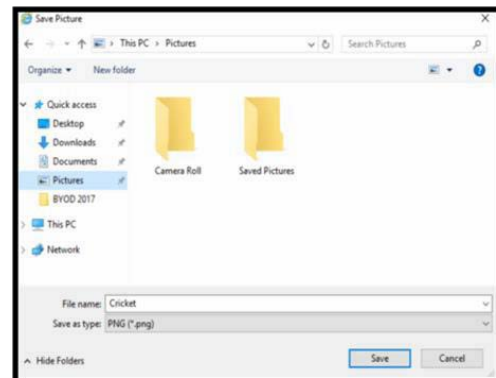 Save Picture
This PC > Pictures
Search Pictures
Organize
New folder
Quick access
Desktop
Downloads
Documents
Pictures
BYOD 2017
This PC
Network
Camera Roll
Saved Pictures
File name: Cricket
Save as type: PNG (*.png)
Hide Folders
Save
Cancel